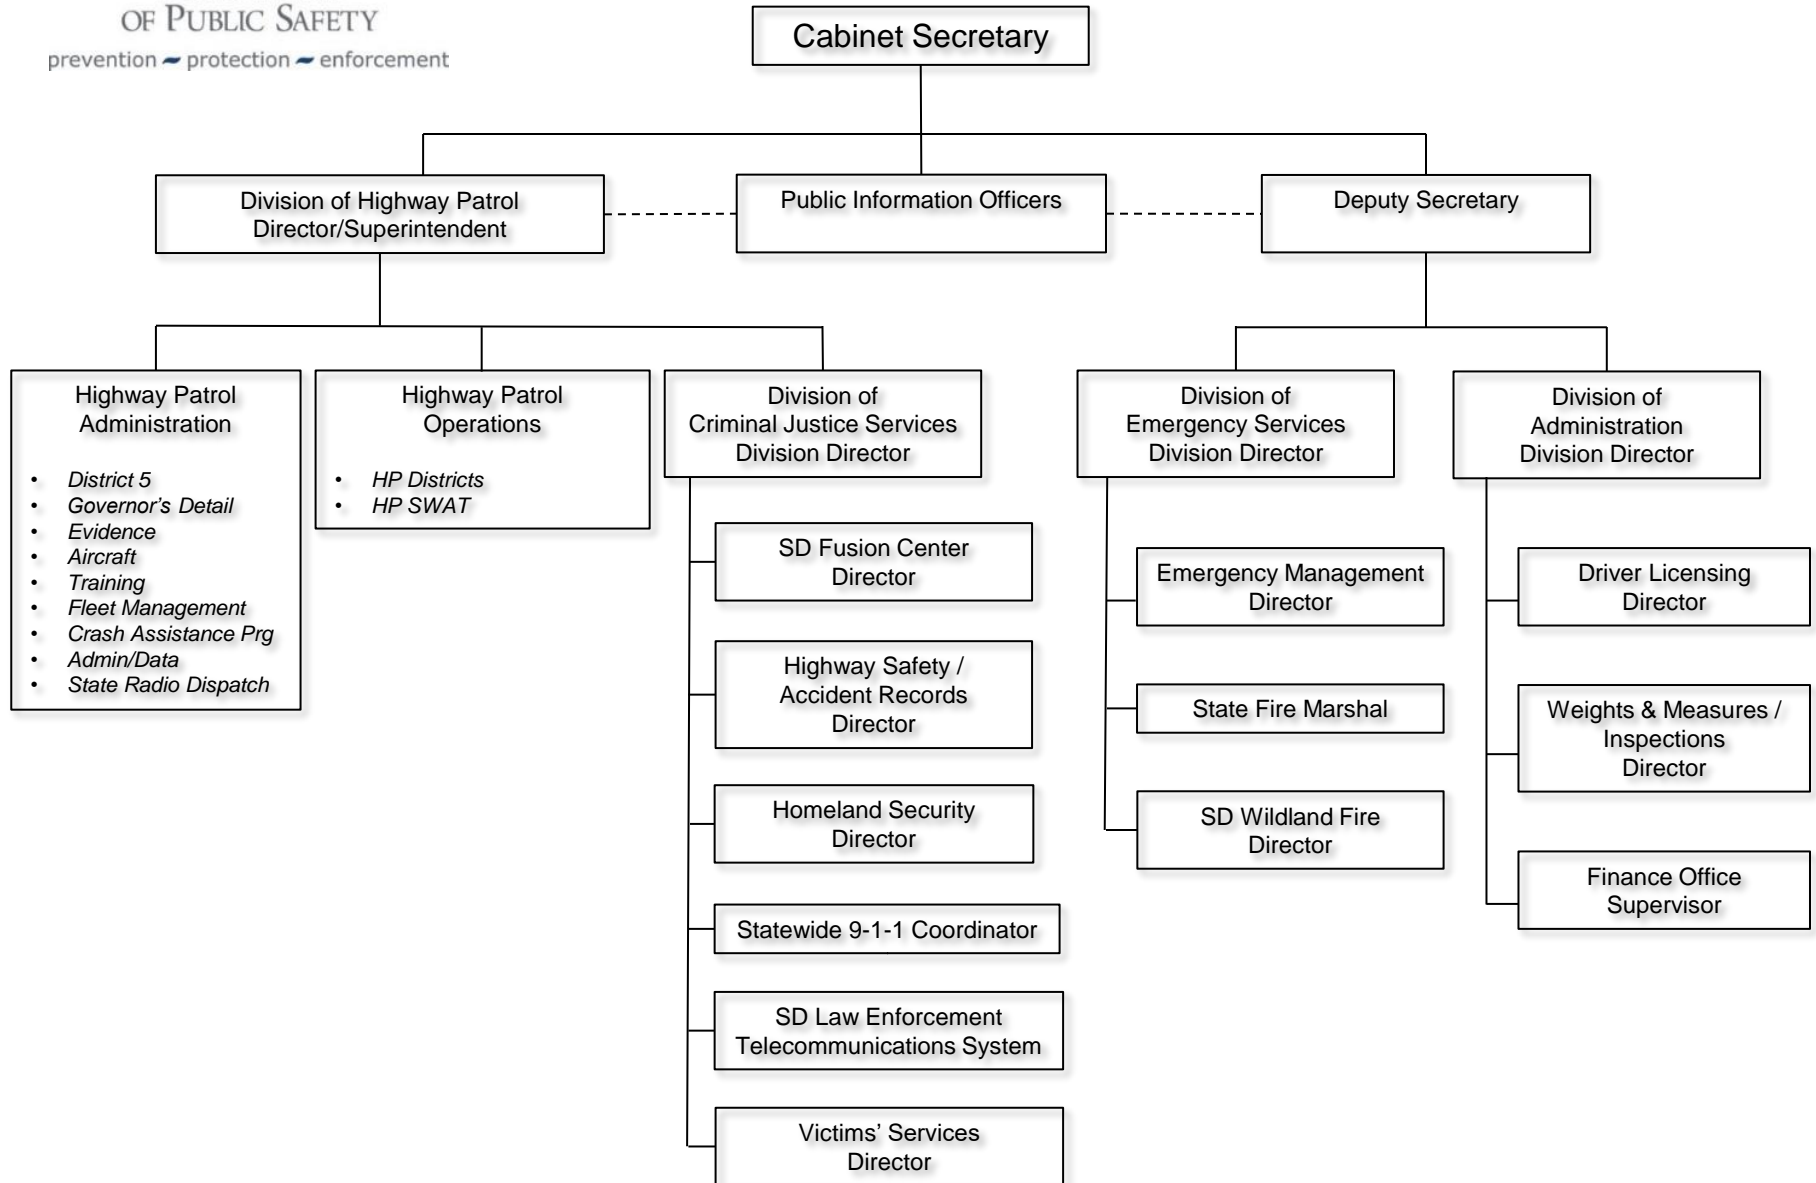 OF PUBLIC SAFETY
prevention ~ protection ~ enforcement
Cabinet Secretary
Division of Highway Patrol
Director/Superintendent
Public Information Officers
Deputy Secretary
Highway Patrol
Administration
• District 5
• Governor’s Detail
• Evidence
• Aircraft
• Training
• Fleet Management
• Crash Assistance Prg
• Admin/Data
• State Radio Dispatch
Highway Patrol
Operations
• HP Districts
• HP SWAT
Division of
Criminal Justice Services
Division Director
SD Fusion Center
Director
Highway Safety /
Accident Records
Director
Homeland Security
Director
Statewide 9-1-1 Coordinator
SD Law Enforcement
Telecommunications System
Victims’ Services
Director
Division of
Emergency Services
Division Director
Emergency Management
Director
State Fire Marshal
SD Wildland Fire
Director
Division of
Administration
Division Director
Driver Licensing
Director
Weights & Measures /
Inspections
Director
Finance Office
Supervisor